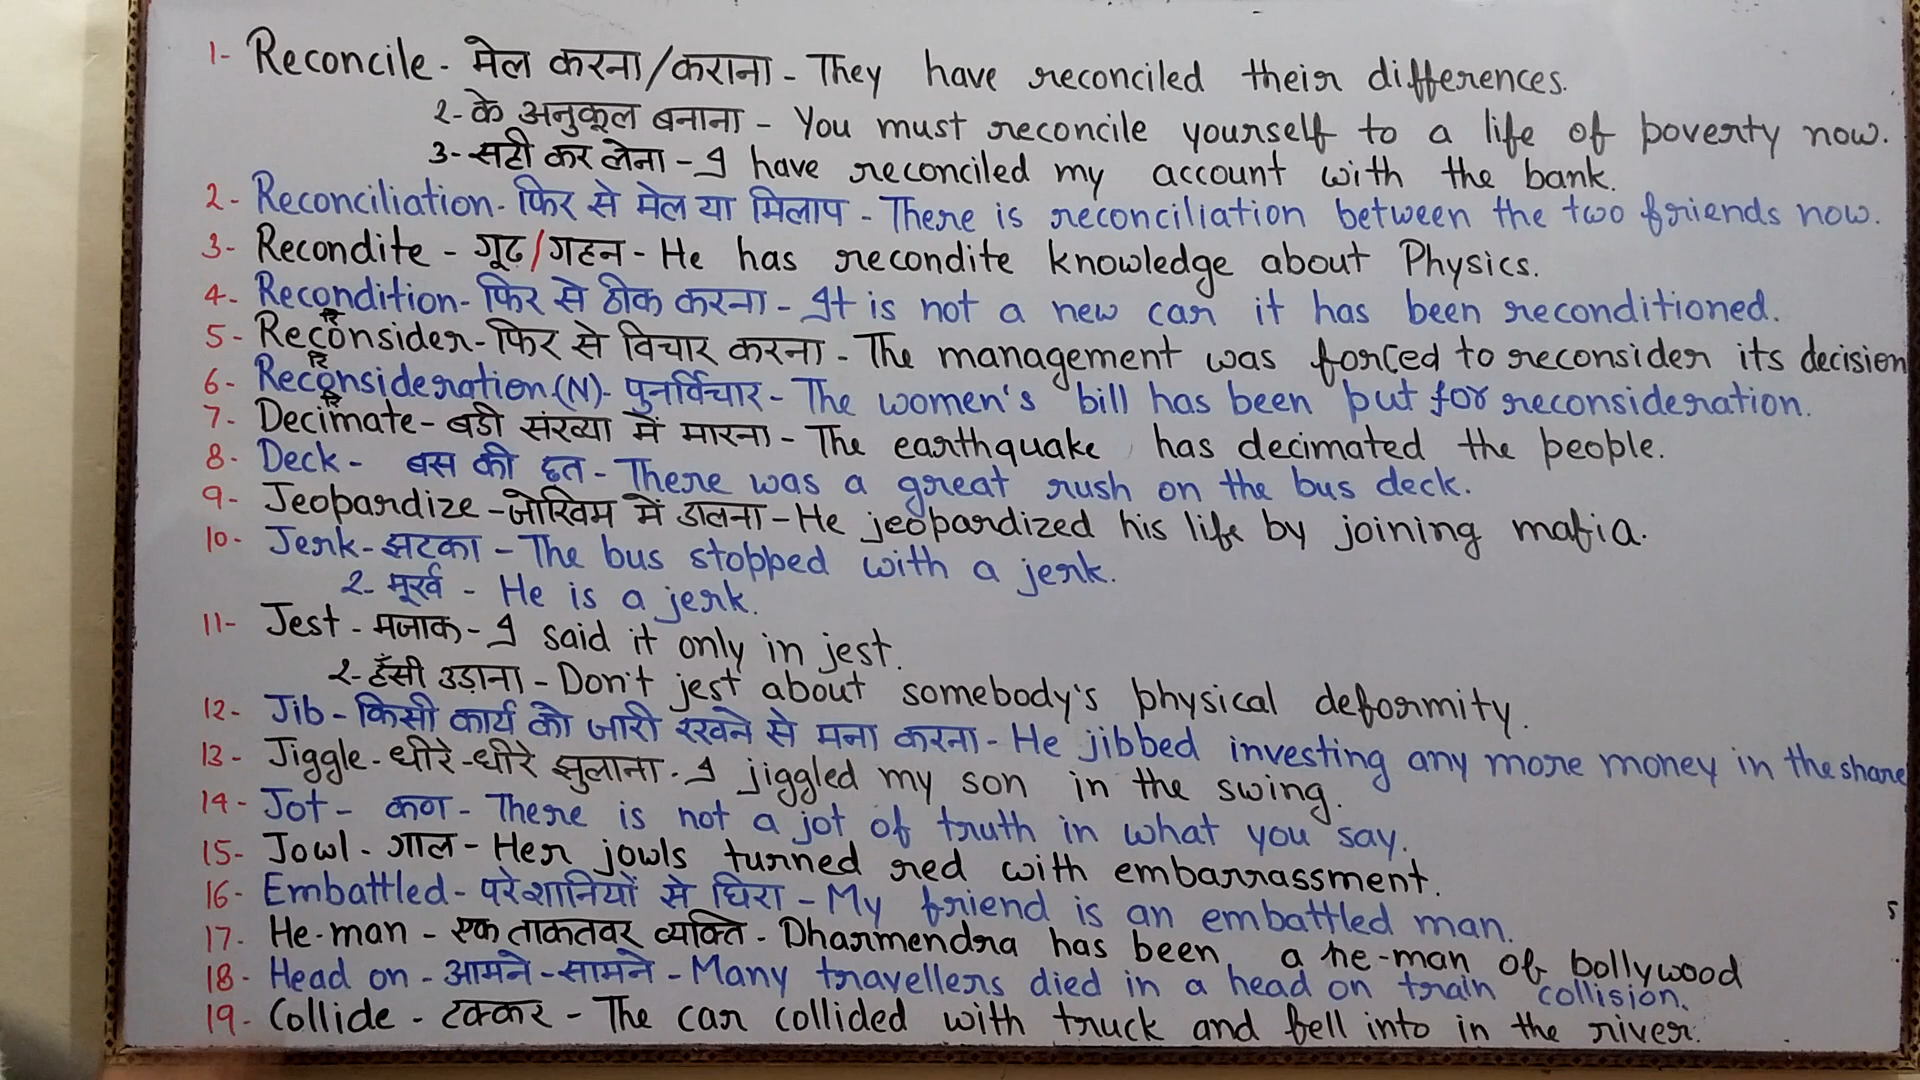 1- Reconcile - मेल करना/कराना - They have reconciled their differences.
2- के अनुकूल बनाना - You must reconcile yourself to a life of poverty now.
3- सही कर लेना - I have reconciled my account with the bank.
2- Reconciliation - फिर से मेल या मिलाप - There is reconciliation between the two friends now.
3- Recondite - गूढ़/गहन - He has recondite knowledge about Physics.
4- Recondition - फिर से ठीक करना - It is not a new car it has been reconditioned.
रि
5- Reconsider - फिर से विचार करना - The management was forced to reconsider its decision
रि
6- Reconsideration (N) - पुनर्विचार - The women's bill has been put for reconsideration.
रि
7- Decimate - बडी संख्या में मारना - The earthquake has decimated the people.
8- Deck - बस की छत - There was a great rush on the bus deck.
9- Jeopardize - जोखिम में डालना - He jeopardized his life by joining mafia.
10- Jerk - झटका - The bus stopped with a jerk.
2- मूर्ख - He is a jerk.
11- Jest - मजाक - I said it only in jest.
2- हँसी उड़ाना - Don't jest about somebody's physical deformity.
12- Jib - किसी कार्य को जारी रखने से मना करना - He jibbed investing any more money in the share
13- Jiggle - धीरे-धीरे झुलाना - I jiggled my son in the swing.
14- Jot - कण - There is not a jot of truth in what you say.
15- Jowl - गाल - Her jowls turned red with embarrassment.
16- Embattled - परेशानियों से घिरा - My friend is an embattled man.
17- He-man - एक ताकतवर व्यक्ति - Dharmendra has been a he-man of bollywood
18- Head on - आमने-सामने - Many travellers died in a head on train collision.
19- Collide - टक्कर - The car collided with truck and fell into in the river.